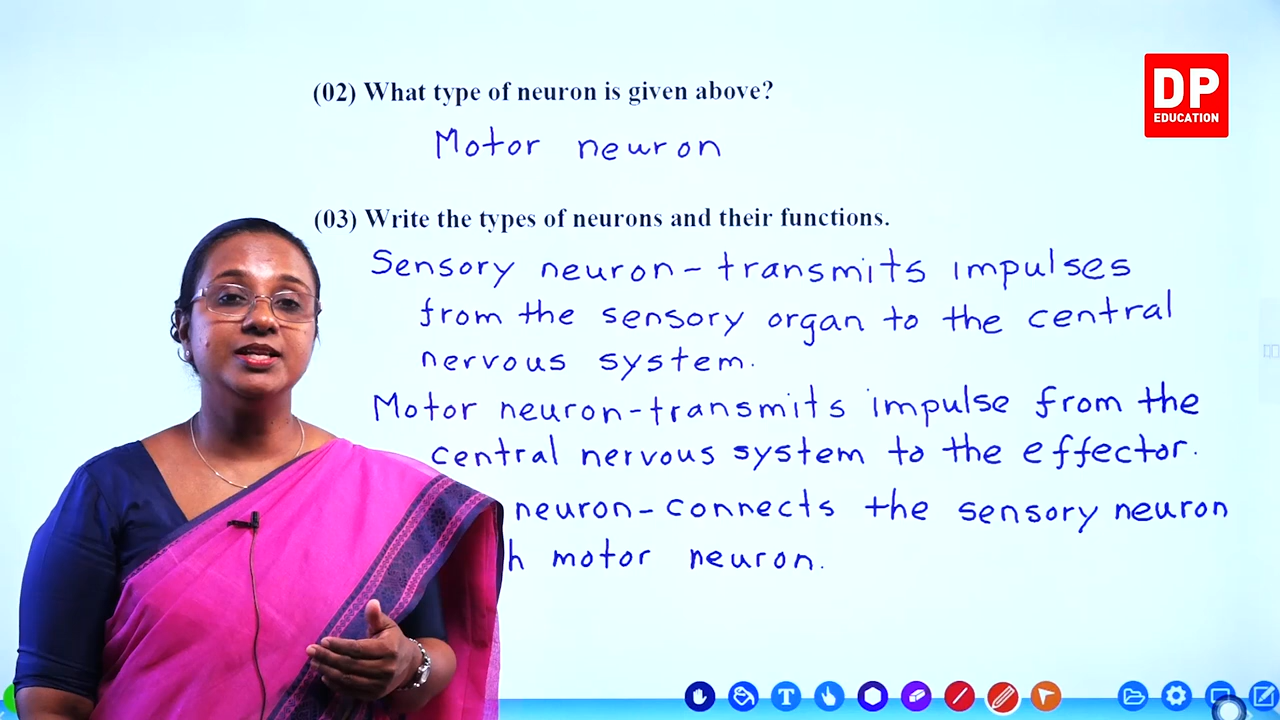 DP
EDUCATION
(02) What type of neuron is given above?
Motor neuron
(03) Write the types of neurons and their functions.
Sensory neuron - transmits impulses
from the sensory organ to the central
nervous system.
Motor neuron - transmits impulse from the
central nervous system to the effector.
neuron - connects the sensory neuron
motor neuron.